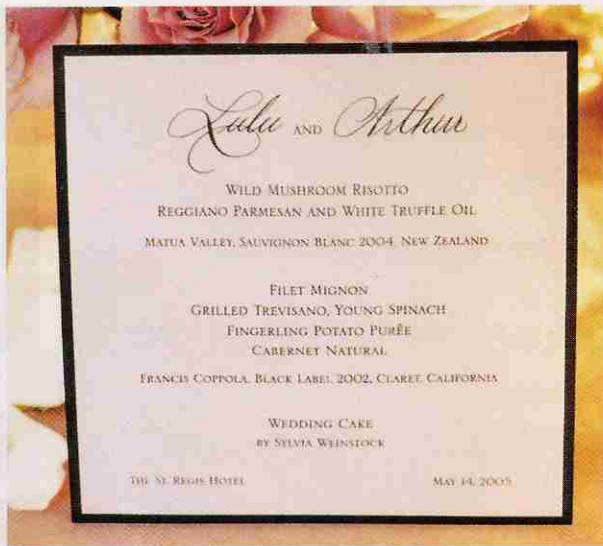 Lulu AND Arthur
WILD MUSHROOM RISOTTO
REGGIANO PARMESAN AND WHITE TRUFFLE OIL
MATUA VALLEY, SAUVIGNON BLANC 2004, NEW ZEALAND
FILET MIGNON
GRILLED TREVISANO, YOUNG SPINACH
FINGERLING POTATO PURÊE
CABERNET NATURAL
FRANCIS COPPOLA, BLACK LABEL, 2002, CLARET, CALIFORNIA
WEDDING CAKE
BY SYLVIA WEINSTOCK
THE ST. REGIS HOTEL MAY 14, 2005